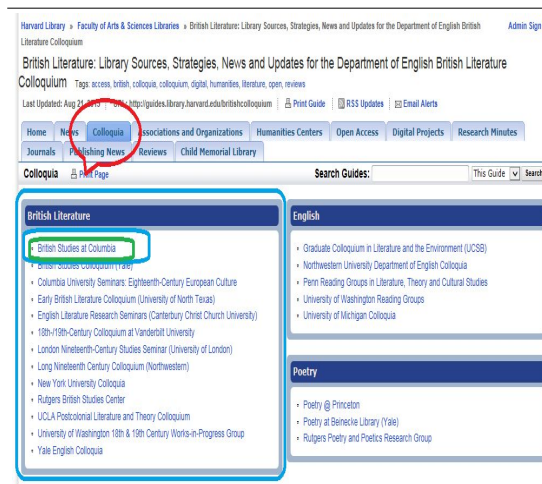 Harvard Library » Faculty of Arts & Sciences Libraries » British Literature: Library Sources, Strategies, News and Updates for the Department of English British
Literature Colloquium
Admin Sign
British Literature: Library Sources, Strategies, News and Updates for the Department of English British Literature
Colloquium Tags: access, british, colloquia, colloquium, digital, humanities, literature, open, reviews
Last Updated: Aug 21, 2013 URL: http://guides.library.harvard.edu/britishcolloquium Print Guide RSS Updates Email Alerts
Home News Colloquia Associations and Organizations Humanities Centers Open Access Digital Projects Research Minutes
Journals Publishing News Reviews Child Memorial Library
Colloquia Print Page Search Guides: This Guide Search
British Literature
British Studies at Columbia
British Studies Colloquium (Yale)
Columbia University Seminars: Eighteenth-Century European Culture
Early British Literature Colloquium (University of North Texas)
English Literature Research Seminars (Canterbury Christ Church University)
18th-/19th-Century Colloquium at Vanderbilt University
London Nineteenth-Century Studies Seminar (University of London)
Long Nineteenth Century Colloquium (Northwestern)
New York University Colloquia
Rutgers British Studies Center
UCLA Postcolonial Literature and Theory Colloquium
University of Washington 18th & 19th Century Works-in-Progress Group
Yale English Colloquia
English
Graduate Colloquium in Literature and the Environment (UCSB)
Northwestern University Department of English Colloquia
Penn Reading Groups in Literature, Theory and Cultural Studies
University of Washington Reading Groups
University of Michigan Colloquia
Poetry
Poetry @ Princeton
Poetry at Beinecke Library (Yale)
Rutgers Poetry and Poetics Research Group